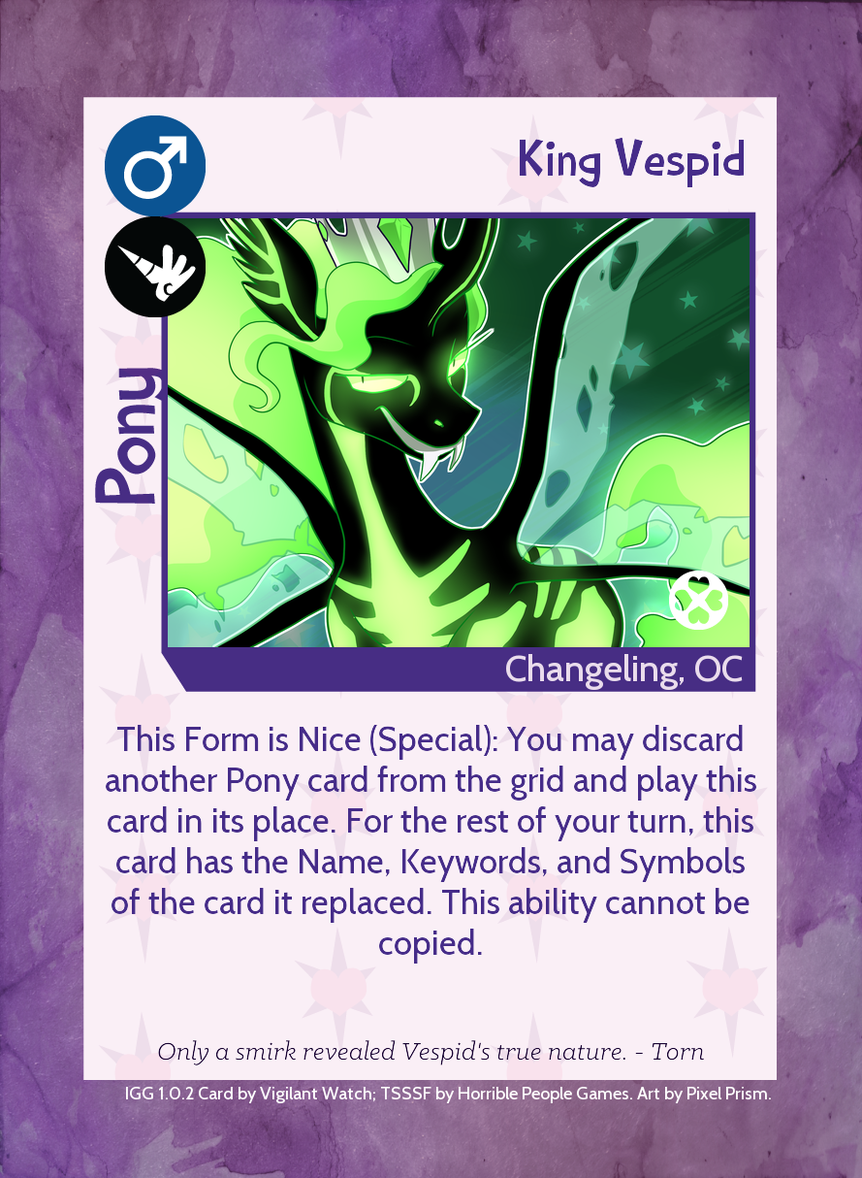 King Vespid
Pony
Changeling, OC
This Form is Nice (Special): You may discard
another Pony card from the grid and play this
card in its place. For the rest of your turn, this
card has the Name, Keywords, and Symbols
of the card it replaced. This ability cannot be
copied.
Only a smirk revealed Vespid's true nature. - Torn
IGG 1.0.2 Card by Vigilant Watch; TSSSF by Horrible People Games. Art by Pixel Prism.